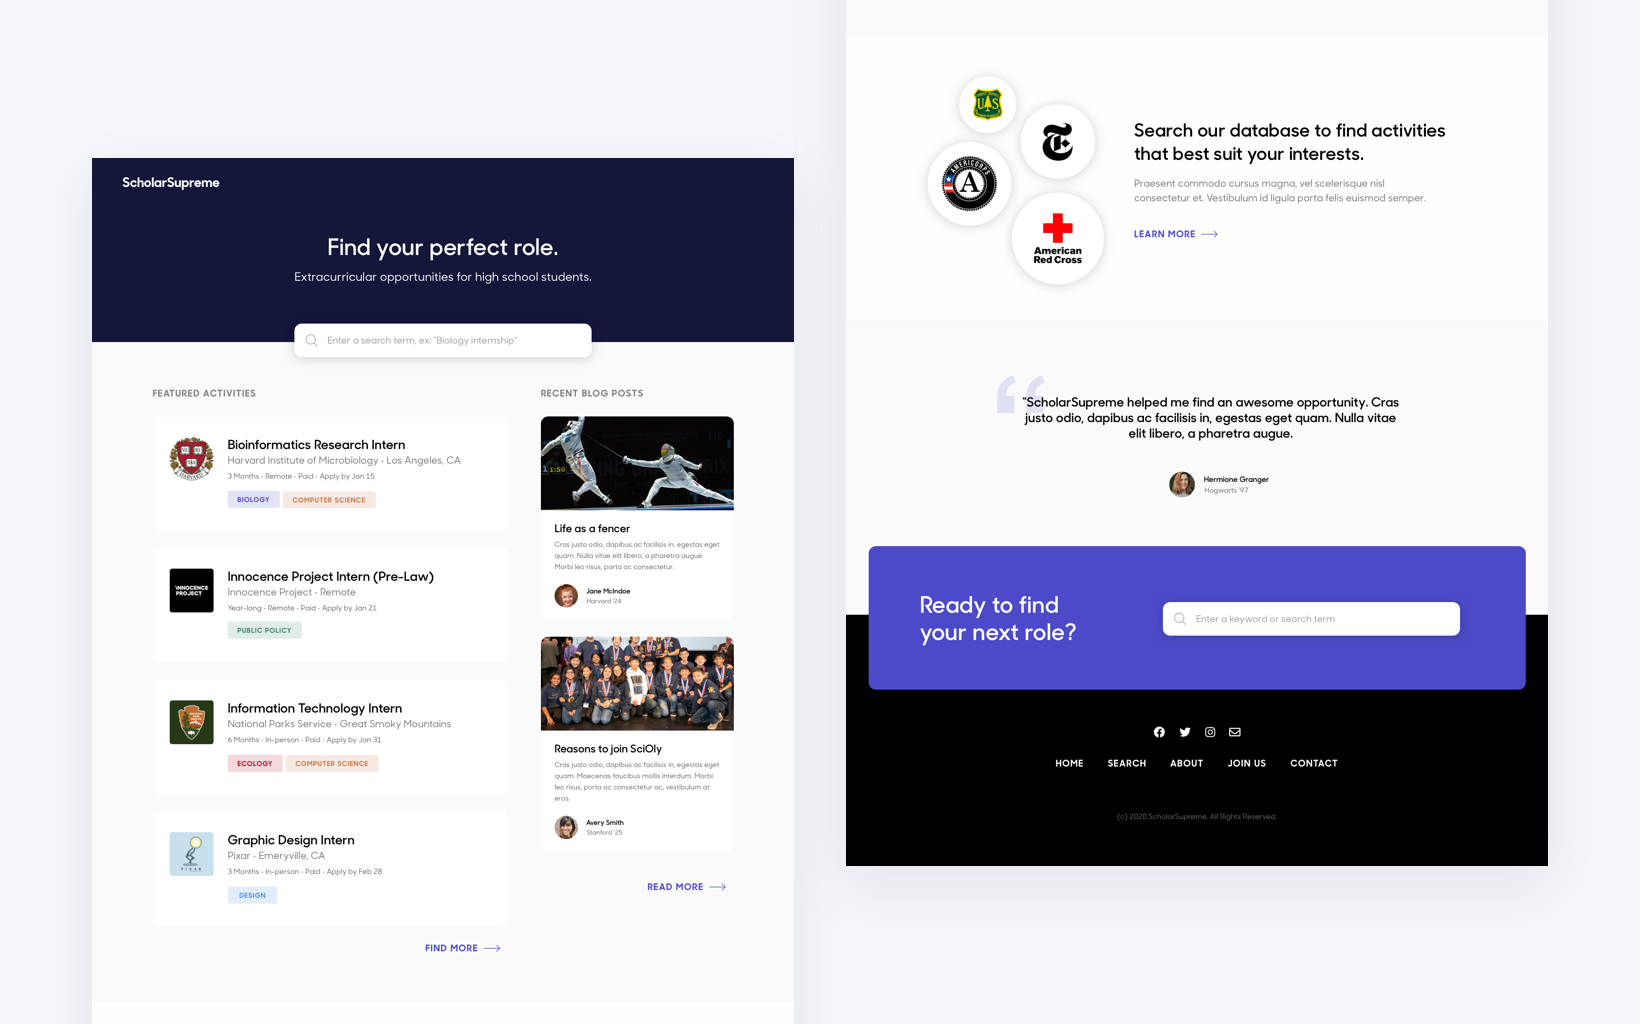 ScholarSupreme
Find your perfect role.
Extracurricular opportunities for high school students.
Enter a search term, ex: "Biology internship"
FEATURED ACTIVITIES
HARVARD
Bioinformatics Research Intern
Harvard Institute of Microbiology · Los Angeles, CA
3 Months · Remote · Paid · Apply by Jan 15
BIOLOGY
COMPUTER SCIENCE
INNOCENCE
PROJECT
Innocence Project Intern (Pre-Law)
Innocence Project · Remote
Year-long · Remote · Paid · Apply by Jan 21
PUBLIC POLICY
Information Technology Intern
National Parks Service · Great Smoky Mountains
6 Months · In-person · Paid · Apply by Jan 31
ECOLOGY
COMPUTER SCIENCE
PIXAR
Graphic Design Intern
Pixar · Emeryville, CA
3 Months · In-person · Paid · Apply by Feb 28
DESIGN
FIND MORE
RECENT BLOG POSTS
1:50
Life as a fencer
Cras justo odio, dapibus ac facilisis in, egestas eget
quam. Nulla vitae elit libero, a pharetra augue.
Morbi leo risus, porta ac consectetur.
Jane McIndoe
Harvard '24
Reasons to join SciOly
Cras justo odio, dapibus ac facilisis in, egestas eget
quam. Maecenas faucibus mollis interdum. Morbi
leo risus, porta ac consectetur ac, vestibulum at
eros.
Avery Smith
Stanford '25
READ MORE
U S
AMERICORPS
A
American
Red Cross
Search our database to find activities
that best suit your interests.
Praesent commodo cursus magna, vel scelerisque nisl
consectetur et. Vestibulum id ligula porta felis euismod semper.
LEARN MORE
"ScholarSupreme helped me find an awesome opportunity. Cras
justo odio, dapibus ac facilisis in, egestas eget quam. Nulla vitae
elit libero, a pharetra augue.
Hermione Granger
Hogwarts '97
Ready to find
your next role?
Enter a keyword or search term
HOME
SEARCH
ABOUT
JOIN US
CONTACT
(c) 2020 ScholarSupreme. All Rights Reserved.